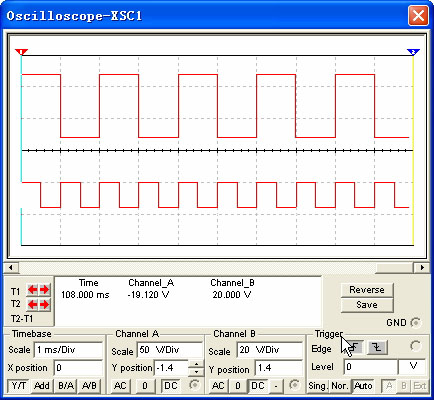 Oscilloscope-XSC1
1
2
Time Channel_A Channel_B
T1 108.000 ms -19.120 V 20.000 V
T2
T2-T1
Reverse
Save
GND
Timebase Channel A Channel B Trigger
Scale 1 ms/Div Scale 50 V/Div Scale 20 V/Div Edge
X position 0 Y position -1.4 Y position 1.4 Level 0 V
Y/T Add B/A A/B AC 0 DC AC 0 DC - Sing. Nor. Auto A B Ext